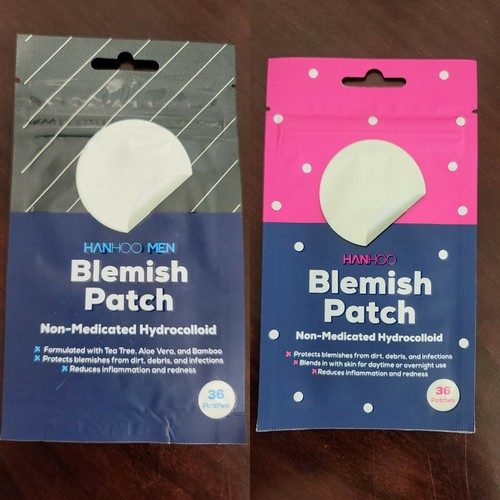 HANHOO MEN
Blemish
Patch
Non-Medicated Hydrocolloid
Formulated with Tea Tree, Aloe Vera, and Bamboo
Protects blemishes from dirt, debris, and infections
Reduces inflammation and redness
36
Patches
HANHOO
Blemish
Patch
Non-Medicated Hydrocolloid
Protects blemishes from dirt, debris, and infections
Blends in with skin for daytime or overnight use
Reduces inflammation and redness
36
Patches